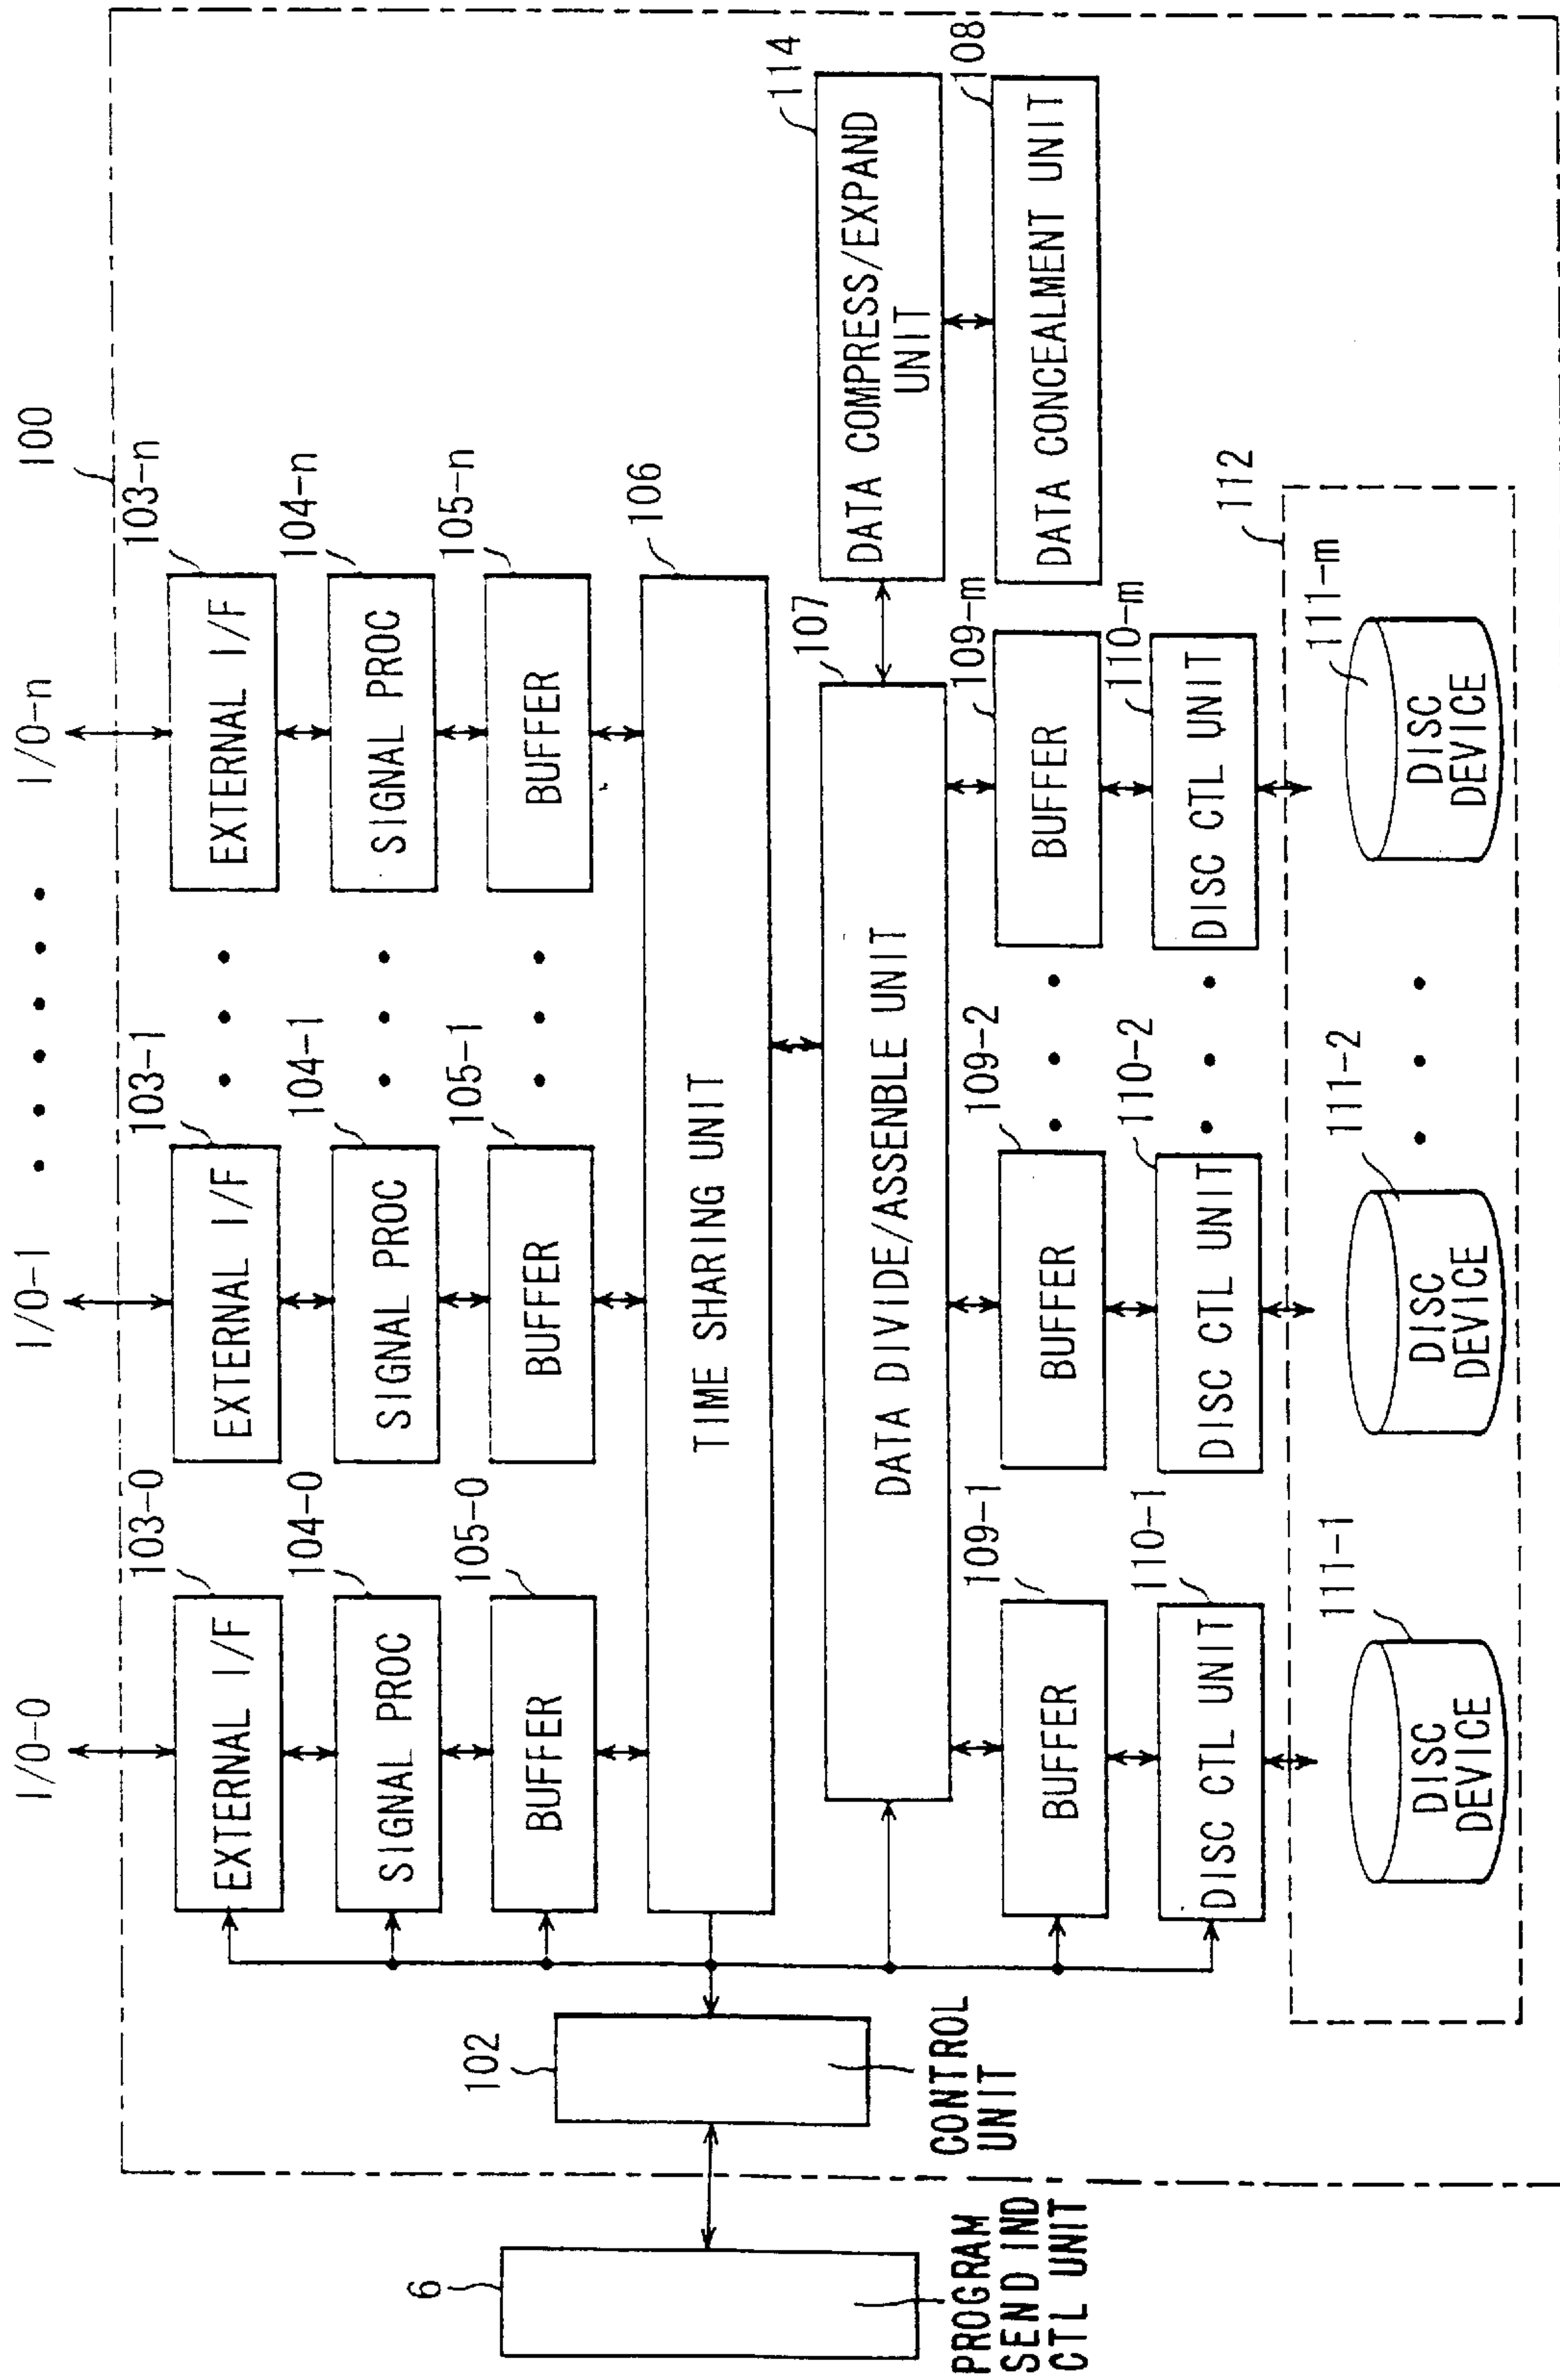 I/O-0
I/O-1
I/O-n
100
103-0
103-1
103-n
EXTERNAL I/F
EXTERNAL I/F
EXTERNAL I/F
104-0
104-1
104-n
SIGNAL PROC
SIGNAL PROC
SIGNAL PROC
105-0
105-1
105-n
BUFFER
BUFFER
BUFFER
106
TIME SHARING UNIT
102
CONTROL
UNIT
6
PROGRAM
SEND IND
CTL UNIT
107
DATA DIVIDE/ASSENBLE UNIT
114
DATA COMPRESS/EXPAND
UNIT
108
DATA CONCEALMENT UNIT
109-1
109-2
109-m
BUFFER
BUFFER
BUFFER
110-1
110-2
110-m
DISC CTL UNIT
DISC CTL UNIT
DISC CTL UNIT
112
111-1
111-2
111-m
DISC
DEVICE
DISC
DEVICE
DISC
DEVICE